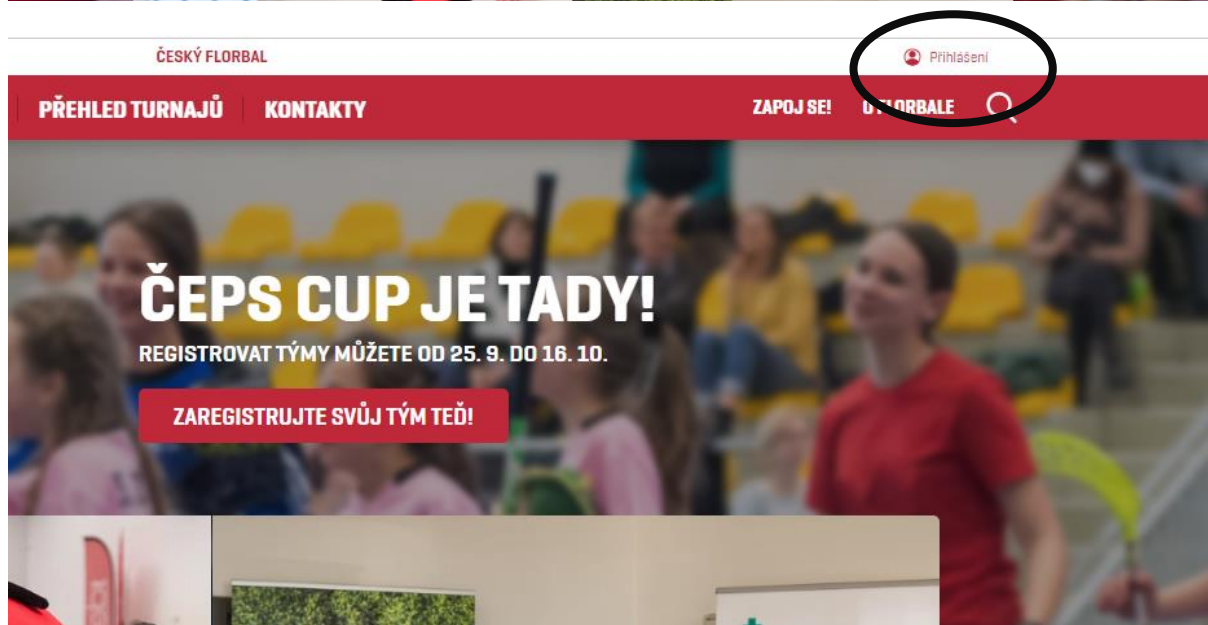 ČESKÝ FLORBAL
Přihlášení
PŘEHLED TURNAJŮ
KONTAKTY
ZAPOJ SE!
O FLORBALE
ČEPS CUP JE TADY!
REGISTROVAT TÝMY MŮŽETE OD 25. 9. DO 16. 10.
ZAREGISTRUJTE SVŮJ TÝM TEĎ!